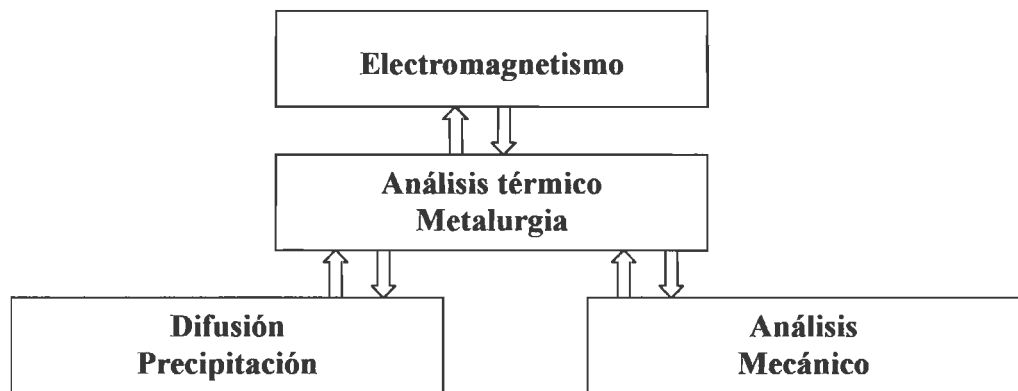 Electromagnetismo
Análisis térmico
Metalurgia
Difusión
Precipitación
Análisis
Mecánico